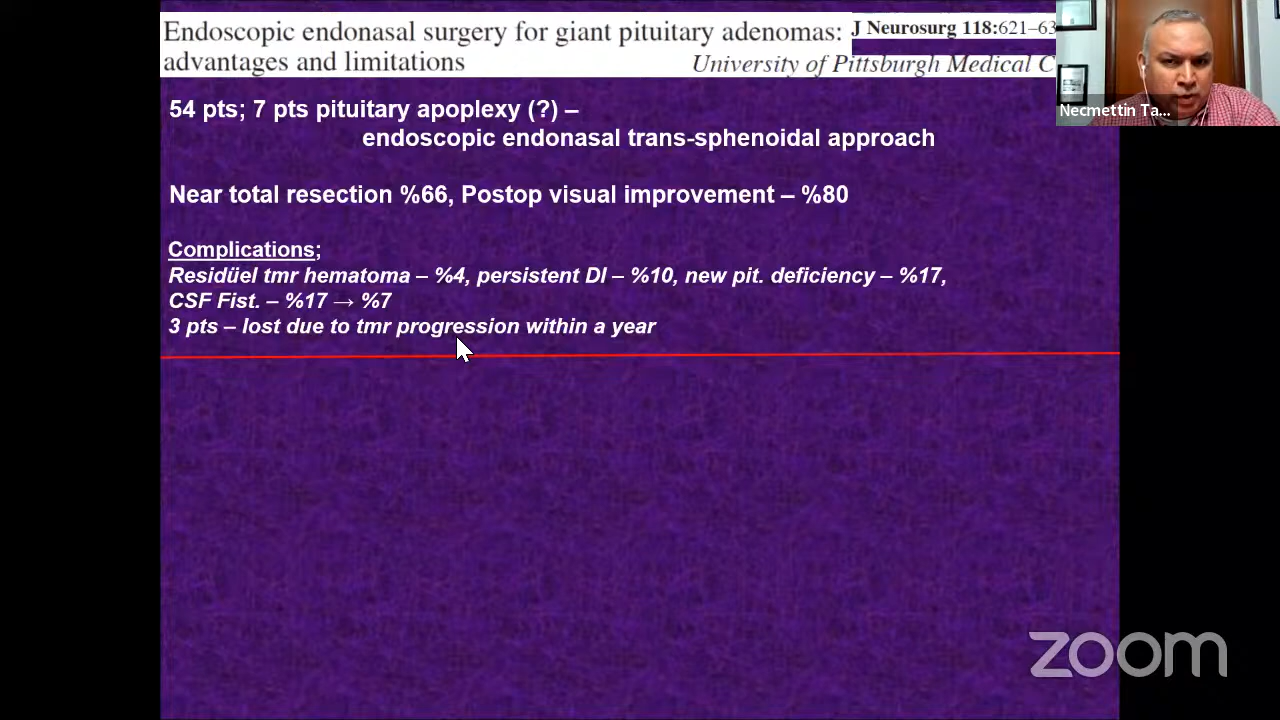 Endoscopic endonasal surgery for giant pituitary adenomas:
advantages and limitations
J Neurosurg 118:621–63
University of Pittsburgh Medical C
Necmettin Ta...
54 pts; 7 pts pituitary apoplexy (?) –
endoscopic endonasal trans-sphenoidal approach
Near total resection %66, Postop visual improvement – %80
Complications;
Residüel tmr hematoma – %4, persistent DI – %10, new pit. deficiency – %17,
CSF Fist. – %17 → %7
3 pts – lost due to tmr progression within a year
zoom